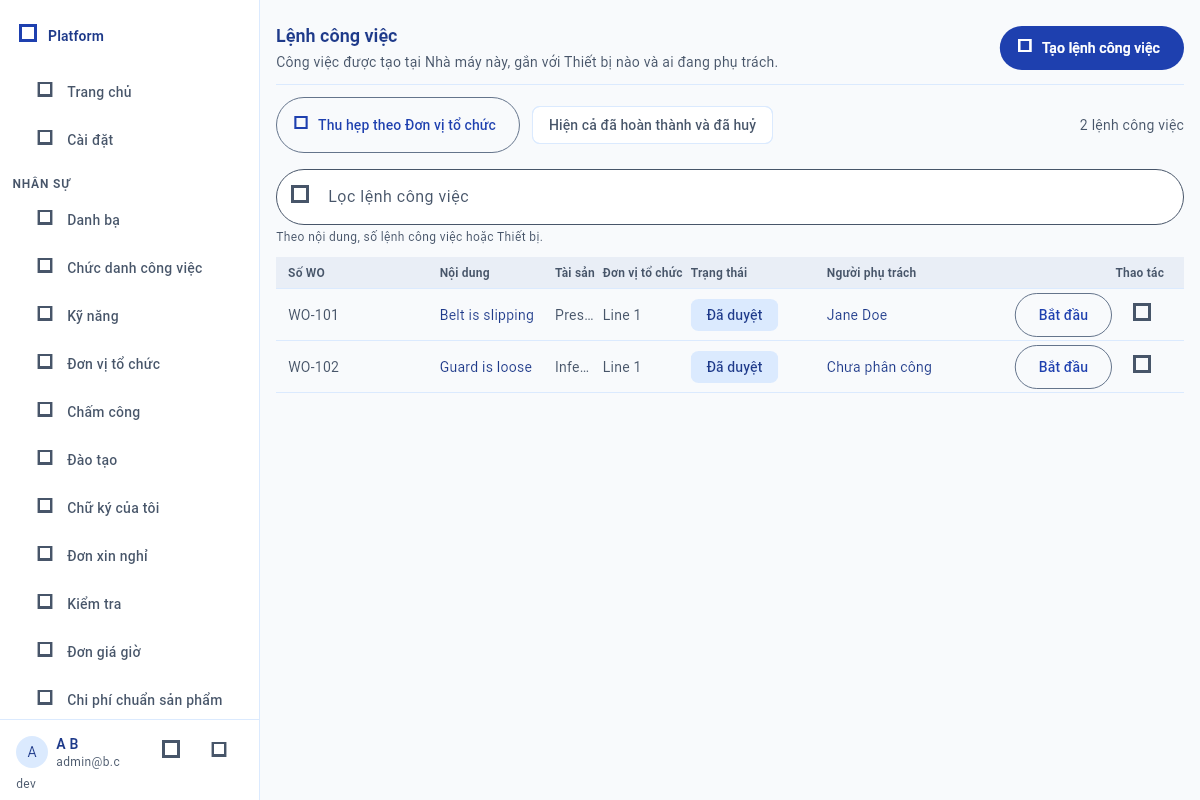 Platform
Trang chủ
Cài đặt
NHÂN SỰ
Danh bạ
Chức danh công việc
Kỹ năng
Đơn vị tổ chức
Chấm công
Đào tạo
Chữ ký của tôi
Đơn xin nghỉ
Kiểm tra
Đơn giá giờ
Chi phí chuẩn sản phẩm
A
A B
admin@b.c
dev
Lệnh công việc
Công việc được tạo tại Nhà máy này, gắn với Thiết bị nào và ai đang phụ trách.
Tạo lệnh công việc
Thu hẹp theo Đơn vị tổ chức
Hiện cả đã hoàn thành và đã huỷ
2 lệnh công việc
Lọc lệnh công việc
Theo nội dung, số lệnh công việc hoặc Thiết bị.
Số WO Nội dung Tài sản Đơn vị tổ chức Trạng thái Người phụ trách Thao tác
WO-101 Belt is slipping Pres… Line 1 Đã duyệt Jane Doe Bắt đầu
WO-102 Guard is loose Infe… Line 1 Đã duyệt Chưa phân công Bắt đầu